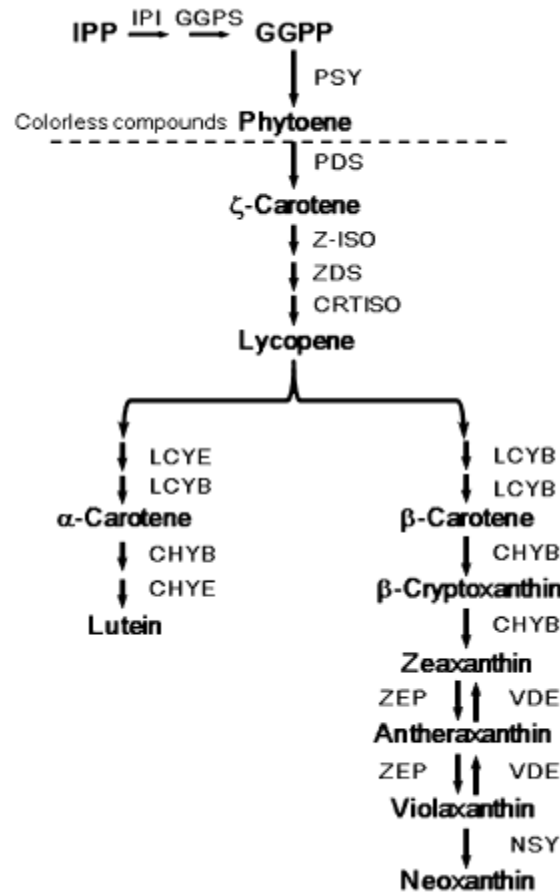 IPP IPI GGPS GGPP
PSY
Colorless compounds Phytoene
PDS
ζ-Carotene
Z-ISO
ZDS
CRTISO
Lycopene
LCYE LCYB
LCYB LCYB
α-Carotene β-Carotene
CHYB CHYB
CHYE β-Cryptoxanthin
Lutein CHYB
Zeaxanthin
ZEP VDE
Antheraxanthin
ZEP VDE
Violaxanthin
NSY
Neoxanthin